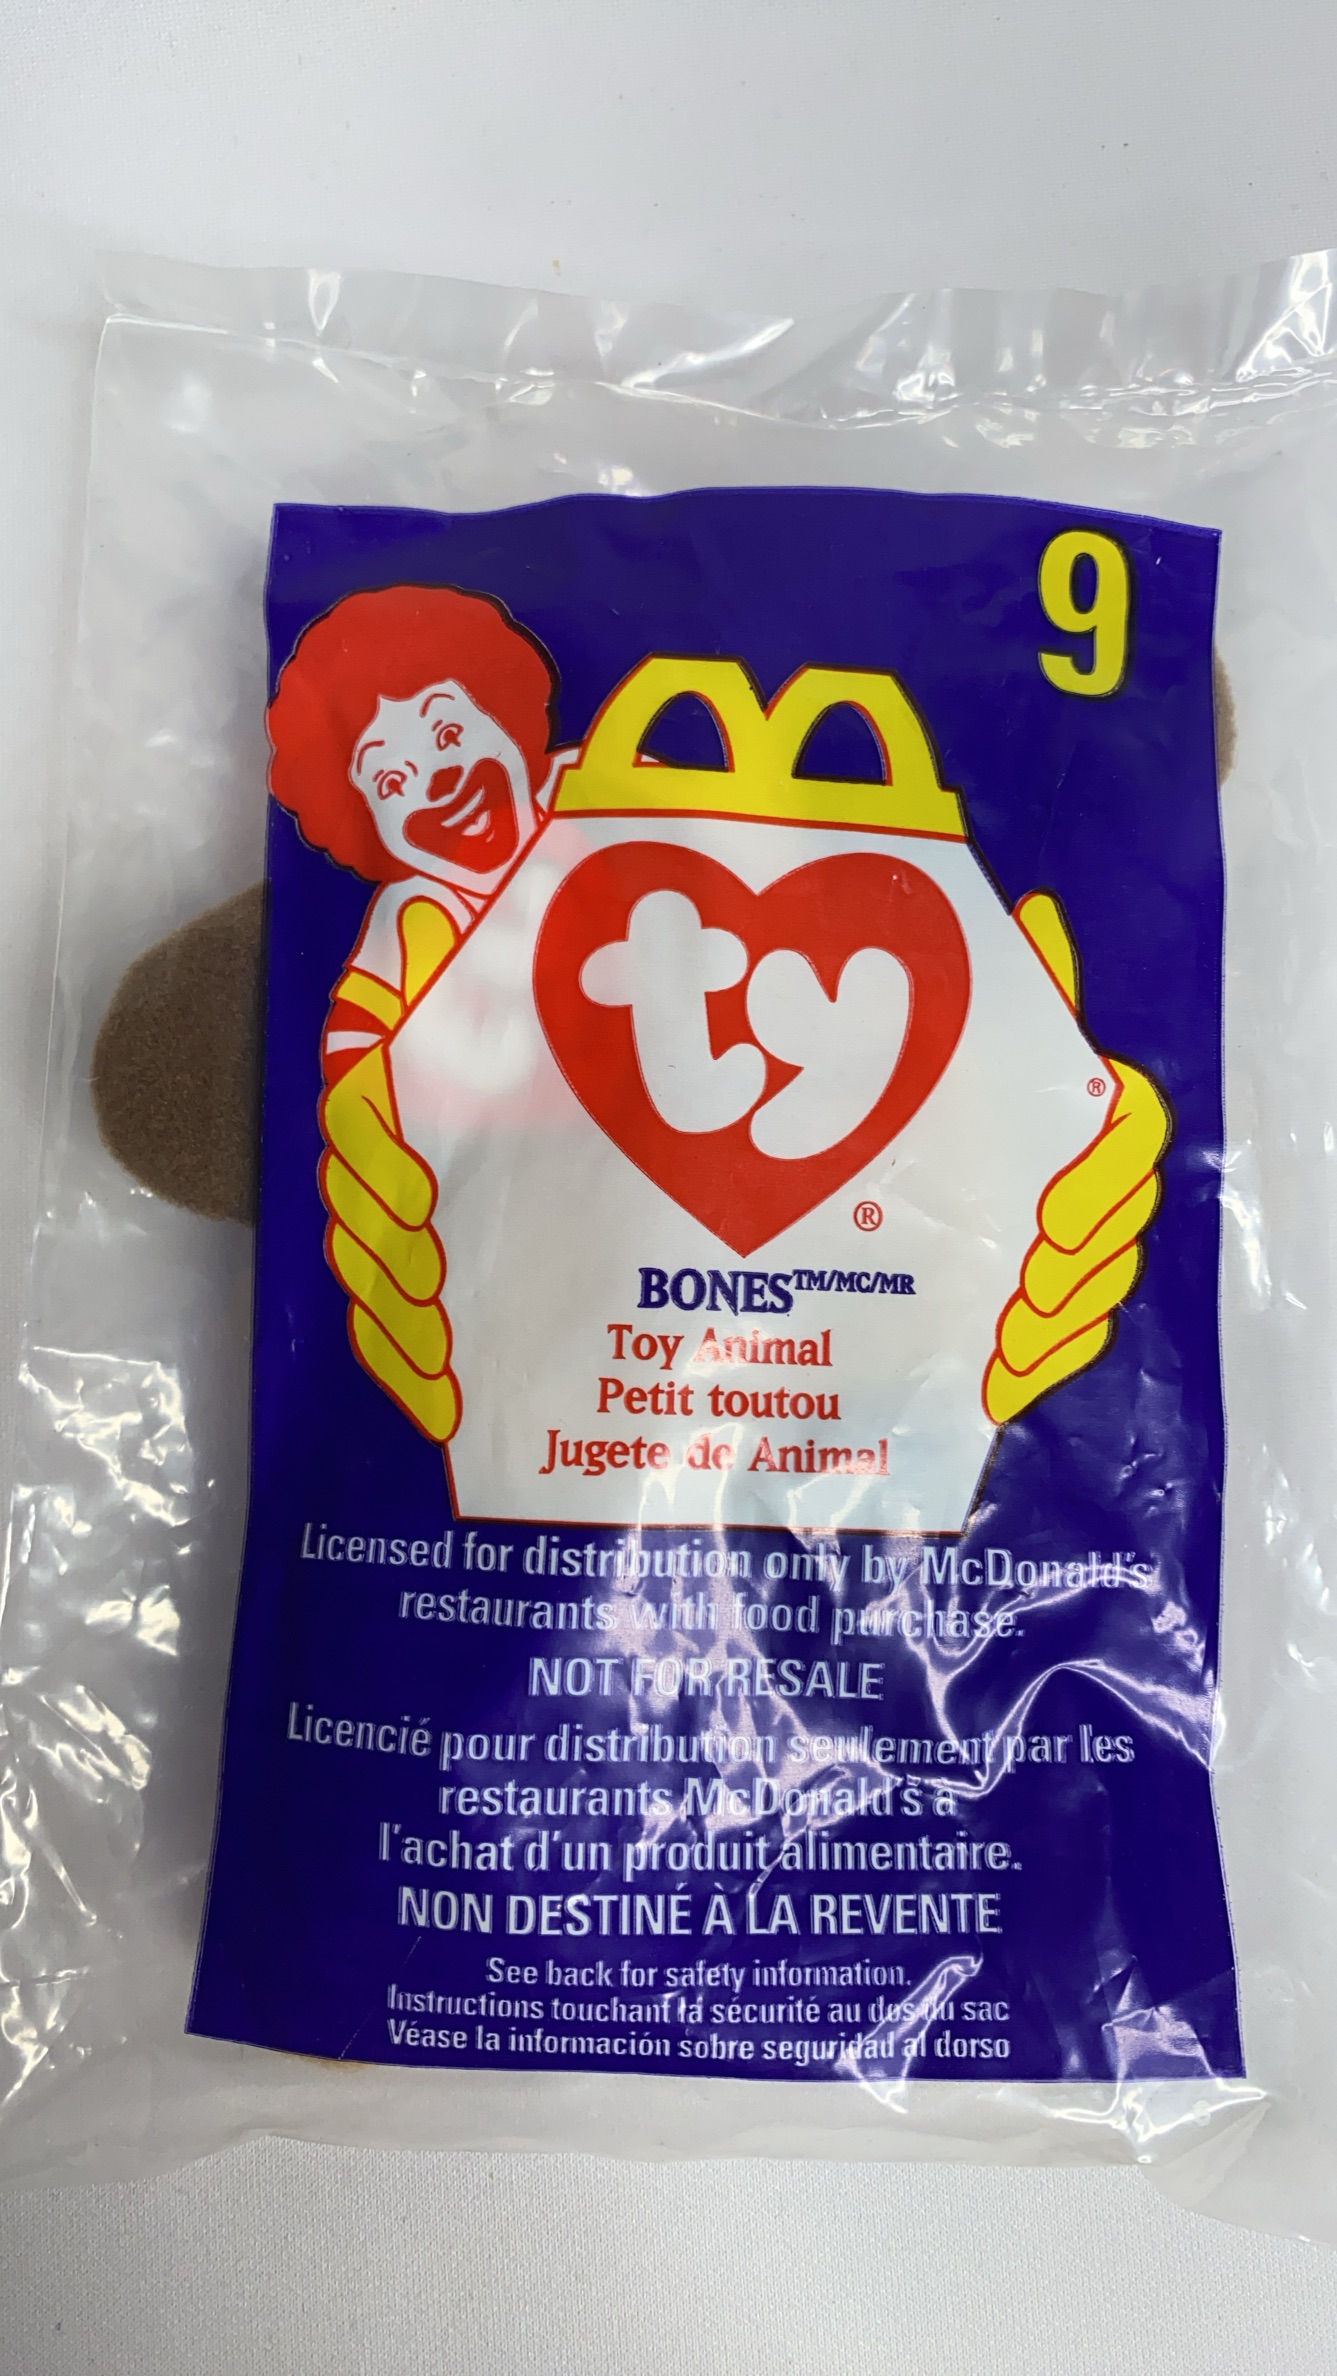 9
ty
®
®
BONES™/MC/MR
Toy Animal
Petit toutou
Jugete de Animal
Licensed for distribution only by McDonald's
restaurants with food purchase.
NOT FOR RESALE
Licencié pour distribution seulement par les
restaurants McDonald's à
l'achat d'un produit alimentaire.
NON DESTINÉ À LA REVENTE
See back for safety information.
Instructions touchant la sécurité au dos du sac
Véase la información sobre seguridad al dorso